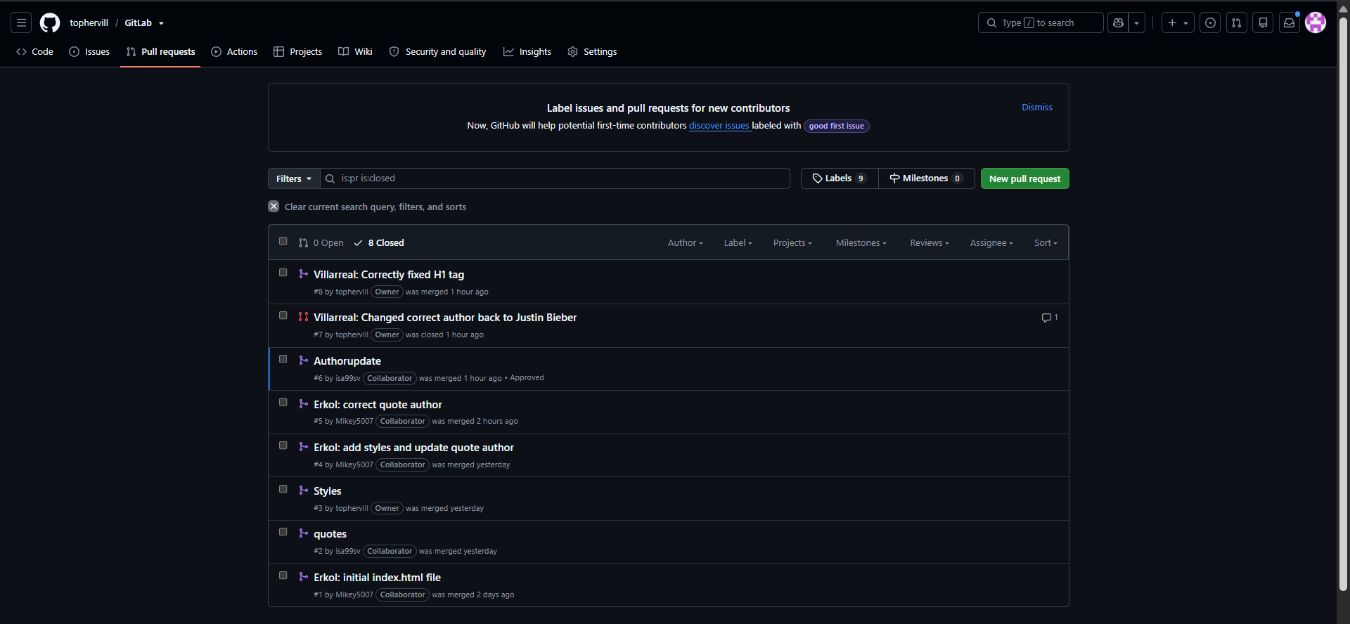 tophervill / GitLab
Type / to search
Code Issues Pull requests Actions Projects Wiki Security and quality Insights Settings
Label issues and pull requests for new contributors
Dismiss
Now, GitHub will help potential first-time contributors discover issues labeled with good first issue
Filters is:pr is:closed Labels 9 Milestones 0 New pull request
Clear current search query, filters, and sorts
0 Open 8 Closed Author Label Projects Milestones Reviews Assignee Sort
Villarreal: Correctly fixed H1 tag
#8 by tophervill Owner was merged 1 hour ago
Villarreal: Changed correct author back to Justin Bieber 1
#7 by tophervill Owner was closed 1 hour ago
Authorupdate
#6 by isa99sv Collaborator was merged 1 hour ago • Approved
Erkol: correct quote author
#5 by Mikey5007 Collaborator was merged 2 hours ago
Erkol: add styles and update quote author
#4 by Mikey5007 Collaborator was merged yesterday
Styles
#3 by tophervill Owner was merged yesterday
quotes
#2 by isa99sv Collaborator was merged yesterday
Erkol: initial index.html file
#1 by Mikey5007 Collaborator was merged 2 days ago